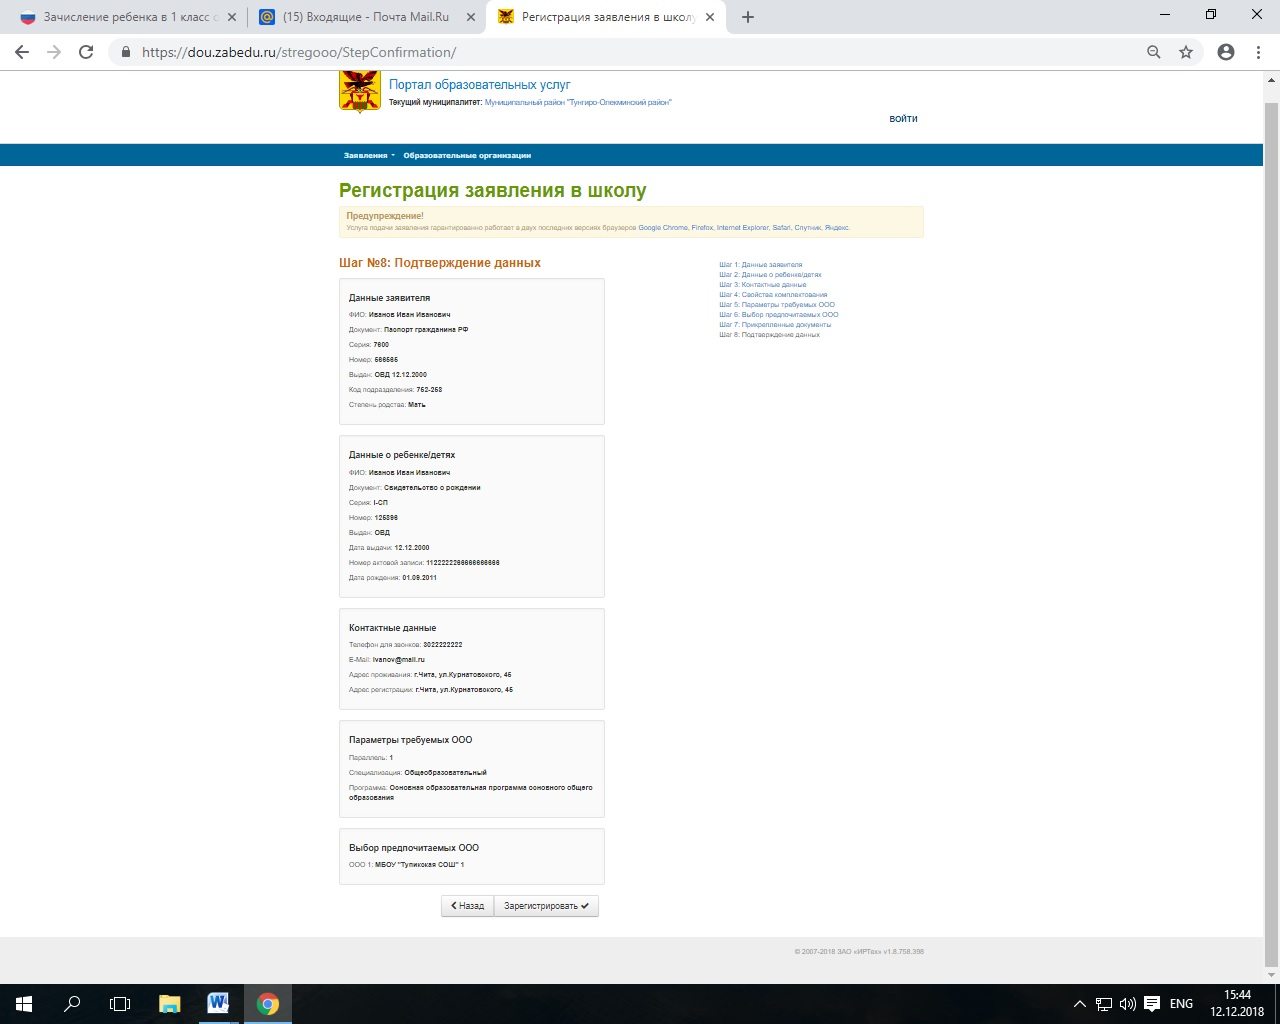 Зачисление ребенка в 1 класс о
(15) Входящие - Почта Mail.Ru
Регистрация заявления в школу
https://dou.zabedu.ru/stregooo/StepConfirmation/
Портал образовательных услуг
Текущий муниципалитет: Муниципальный район "Тунгиро-Олекминский район"
ВОЙТИ
Заявления Образовательные организации
Регистрация заявления в школу
Предупреждение!
Услуга подачи заявления гарантированно работает в двух последних версиях браузеров Google Chrome, Firefox, Internet Explorer, Safari, Спутник, Яндекс.
Шаг №8: Подтверждение данных
Данные заявителя
ФИО: Иванов Иван Иванович
Документ: Паспорт гражданина РФ
Серия: 7600
Номер: 566565
Выдан: ОВД 12.12.2000
Код подразделения: 752-258
Степень родства: Мать
Данные о ребенке/детях
ФИО: Иванов Иван Иванович
Документ: Свидетельство о рождении
Серия: I-СП
Номер: 125896
Выдан: ОВД
Дата выдачи: 12.12.2000
Номер актовой записи:
Дата рождения: 01.09.2011
Контактные данные
Телефон для звонков: 3022222222
E-Mail: ivanov@mail.ru
Адрес проживания: г.Чита, ул.Курнатовского, 45
Адрес регистрации: г.Чита, ул.Курнатовского, 45
Параметры требуемых ООО
Параллель: 1
Специализация: Общеобразовательный
Программа: Основная образовательная программа основного общего
образования
Выбор предпочитаемых ООО
ООО 1: МБОУ "Тупикская СОШ" 1
Назад Зарегистрировать
Шаг 1: Данные заявителя
Шаг 2: Данные о ребенке/детях
Шаг 3: Контактные данные
Шаг 4: Свойства комплектования
Шаг 5: Параметры требуемых ООО
Шаг 6: Выбор предпочитаемых ООО
Шаг 7: Прикрепленные документы
Шаг 8: Подтверждение данных
© 2007-2018 ЗАО «ИРТех» v1.8.758.398
ENG
15:44
12.12.2018